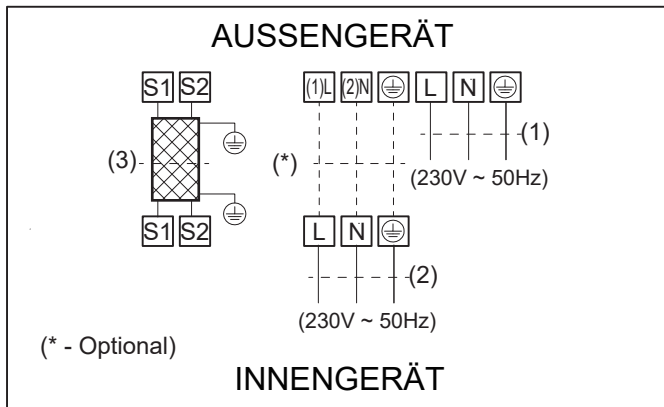 AUSSENGERÄT
S1 S2 (1)L (2)N L N
(3) (*) (1)
(230V ~ 50Hz)
S1 S2 L N
(2)
(230V ~ 50Hz)
(* - Optional)
INNENGERÄT